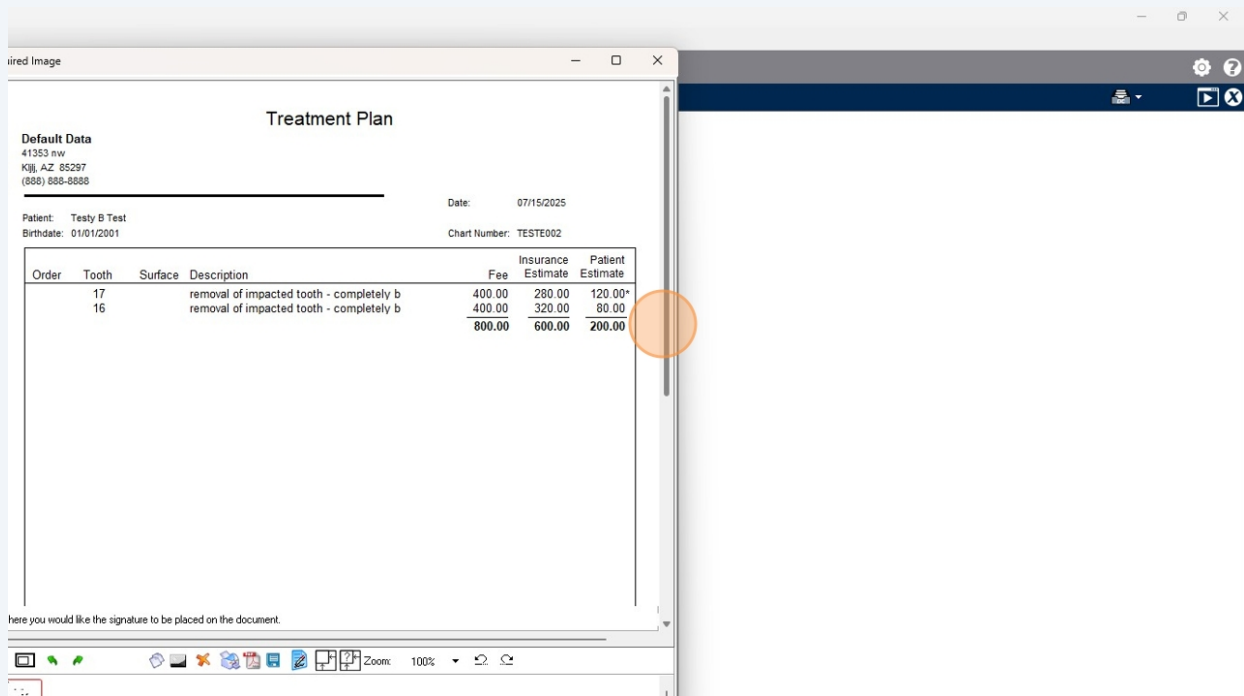 ired Image
Treatment Plan
Default Data
41353 nw
Kljlj, AZ 85297
(888) 888-8888
Date: 07/15/2025
Patient: Testy B Test
Birthdate: 01/01/2001 Chart Number: TESTE002
Insurance Patient
Order Tooth Surface Description Fee Estimate Estimate
17 removal of impacted tooth - completely b 400.00 280.00 120.00*
16 removal of impacted tooth - completely b 400.00 320.00 80.00
800.00 600.00 200.00
here you would like the signature to be placed on the document.
Zoom: 100%